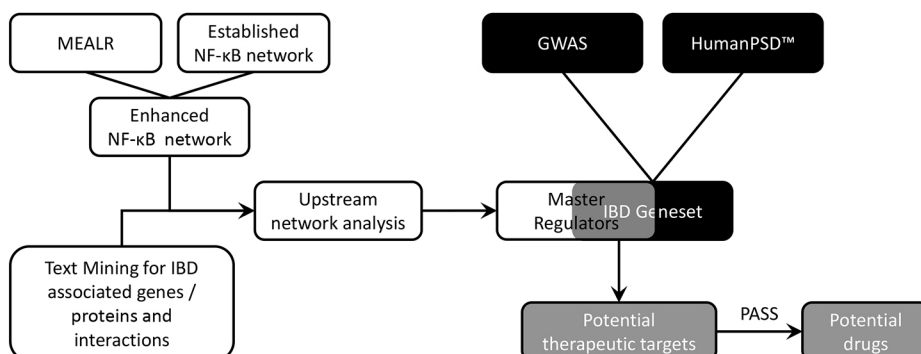 MEALR
Established
NF-κB network
GWAS
HumanPSD™
Enhanced
NF-κB network
Upstream
network analysis
Master
Regulators
IBD Geneset
Text Mining for IBD
associated genes /
proteins and
interactions
Potential
therapeutic targets
PASS
Potential
drugs